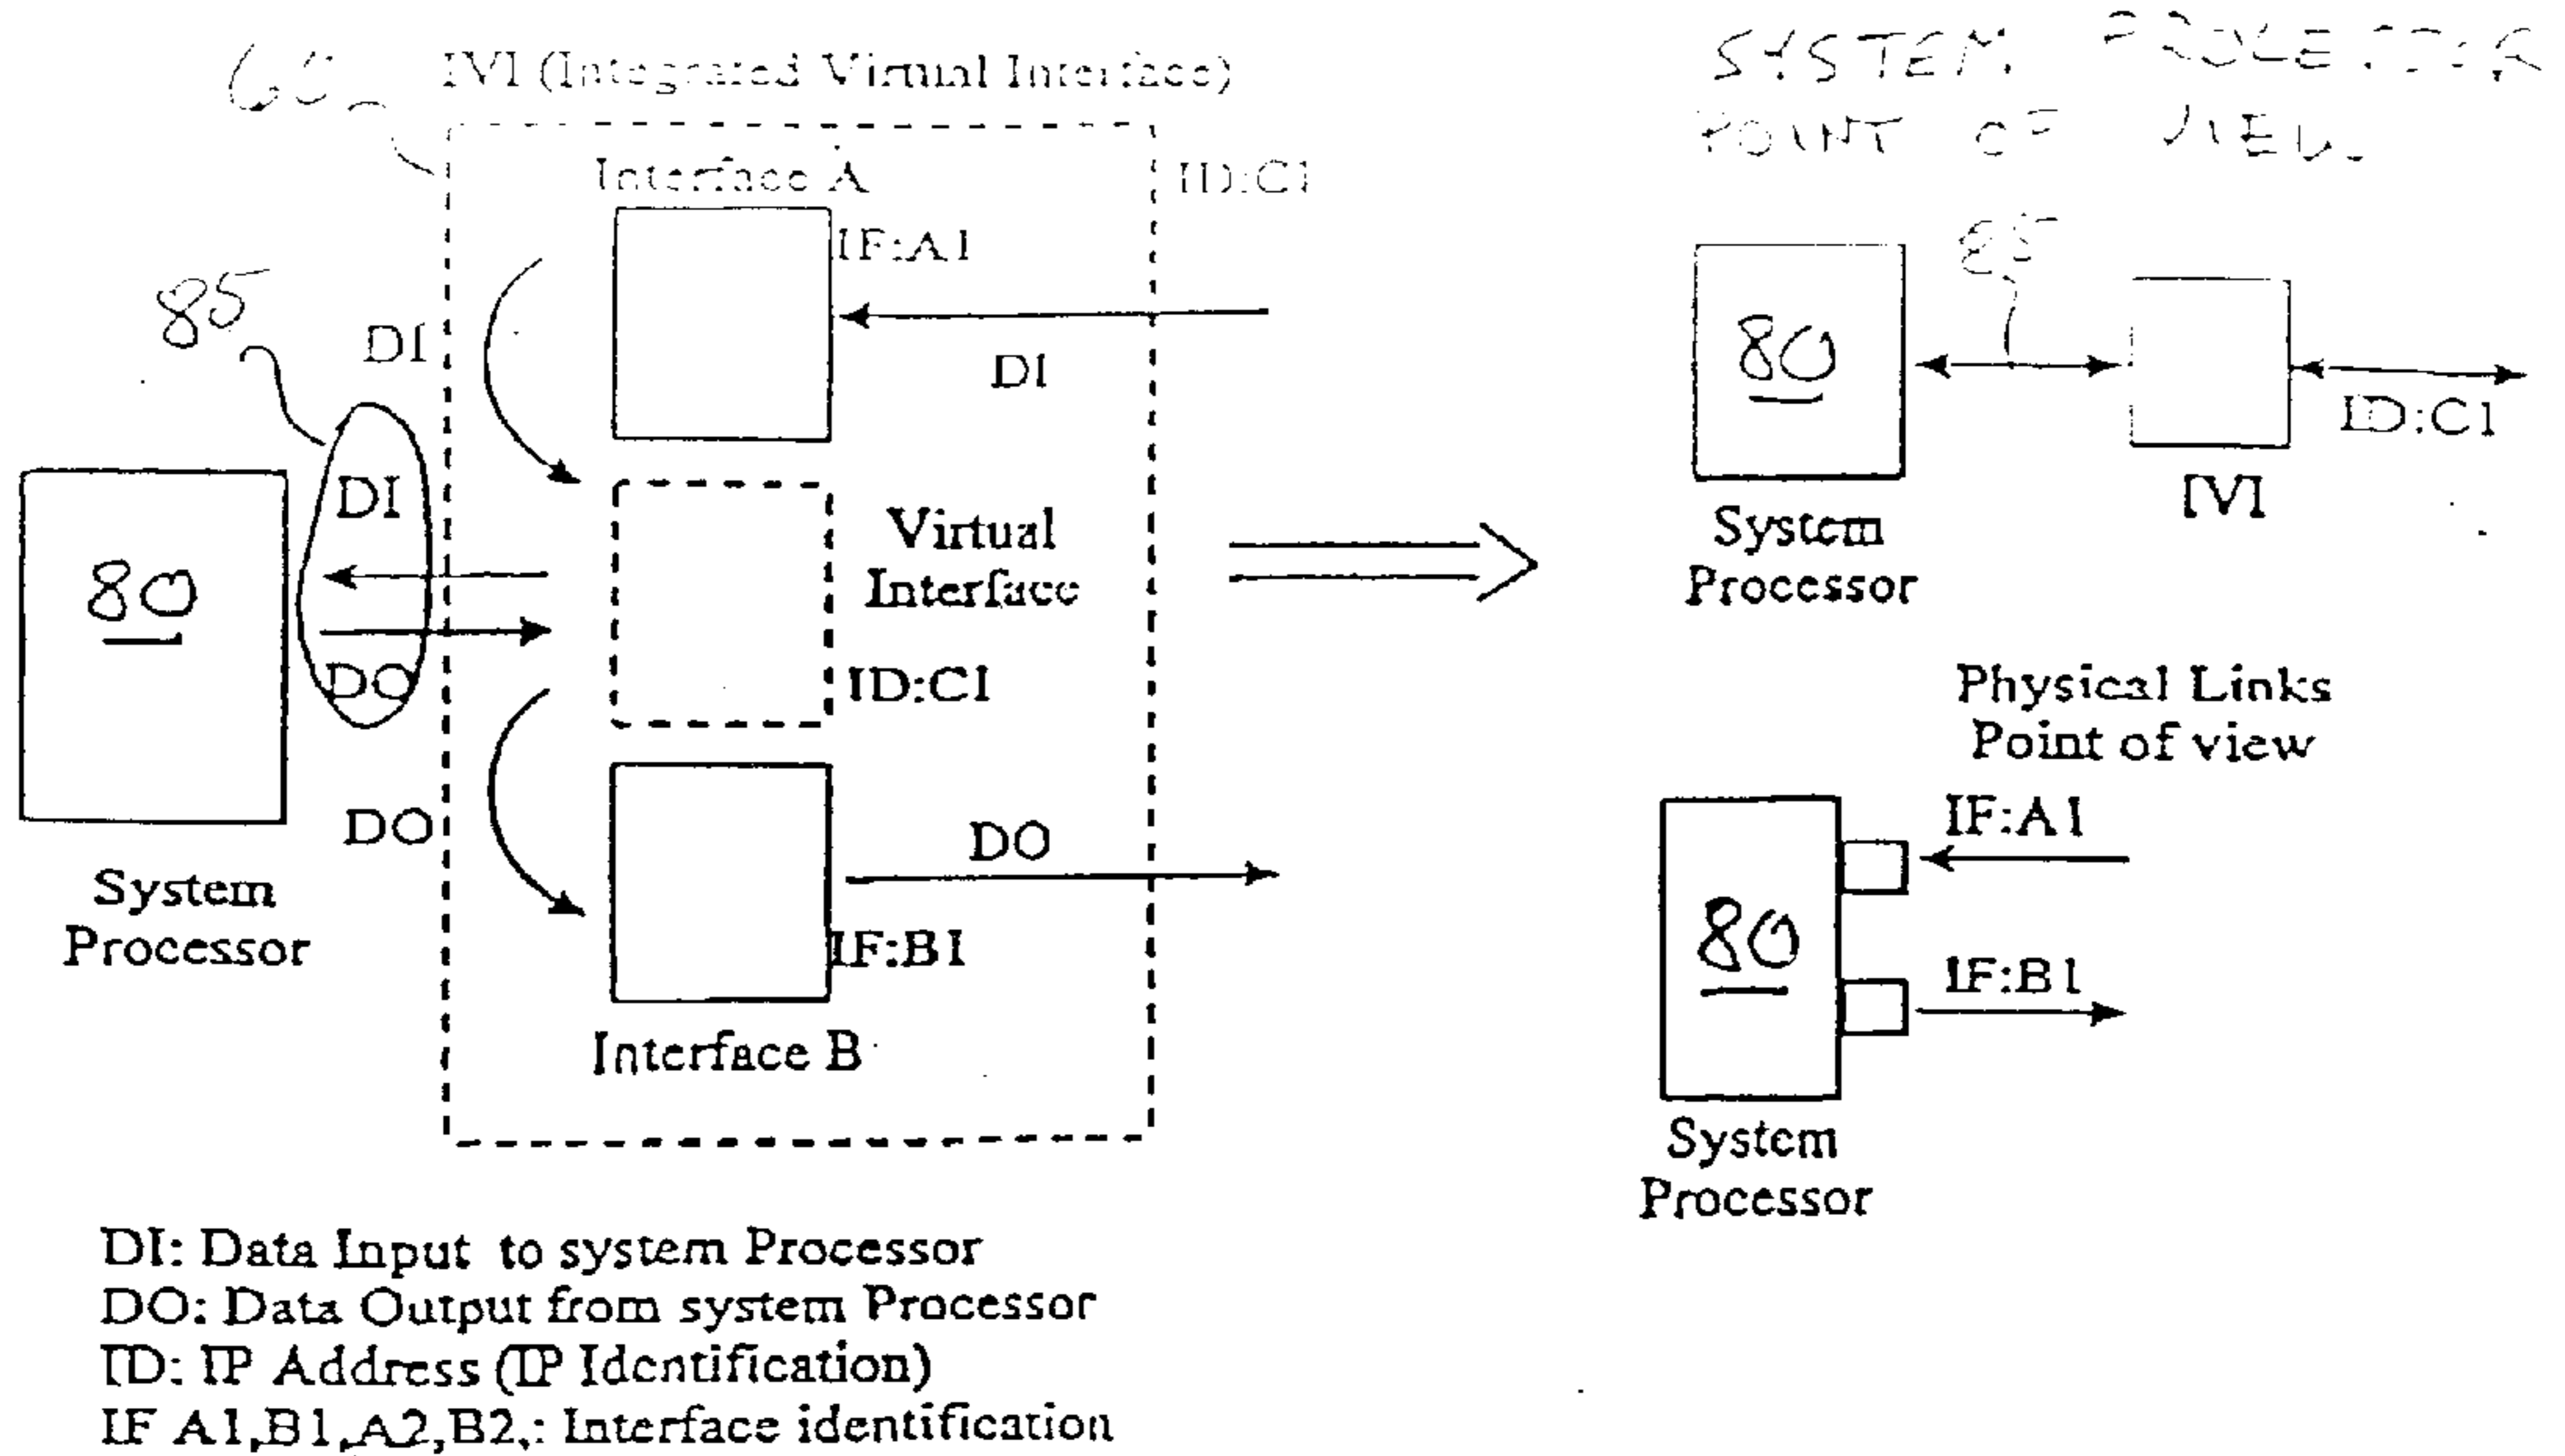 60
IVI (Integrated Virtual Interface)
Interface A
ID:C1
IF:A1
DI
DI
85
DI
80
DO
Virtual
Interface
ID:C1
DO
DO
IF:B1
Interface B
System
Processor
SYSTEM PROCESSOR
POINT OF VIEW
85
80
ID:C1
IVI
System
Processor
Physical Links
Point of view
IF:A1
80
IF:B1
System
Processor
DI: Data Input to system Processor
DO: Data Output from system Processor
ID: IP Address (IP Identification)
IF A1,B1,A2,B2,: Interface identification